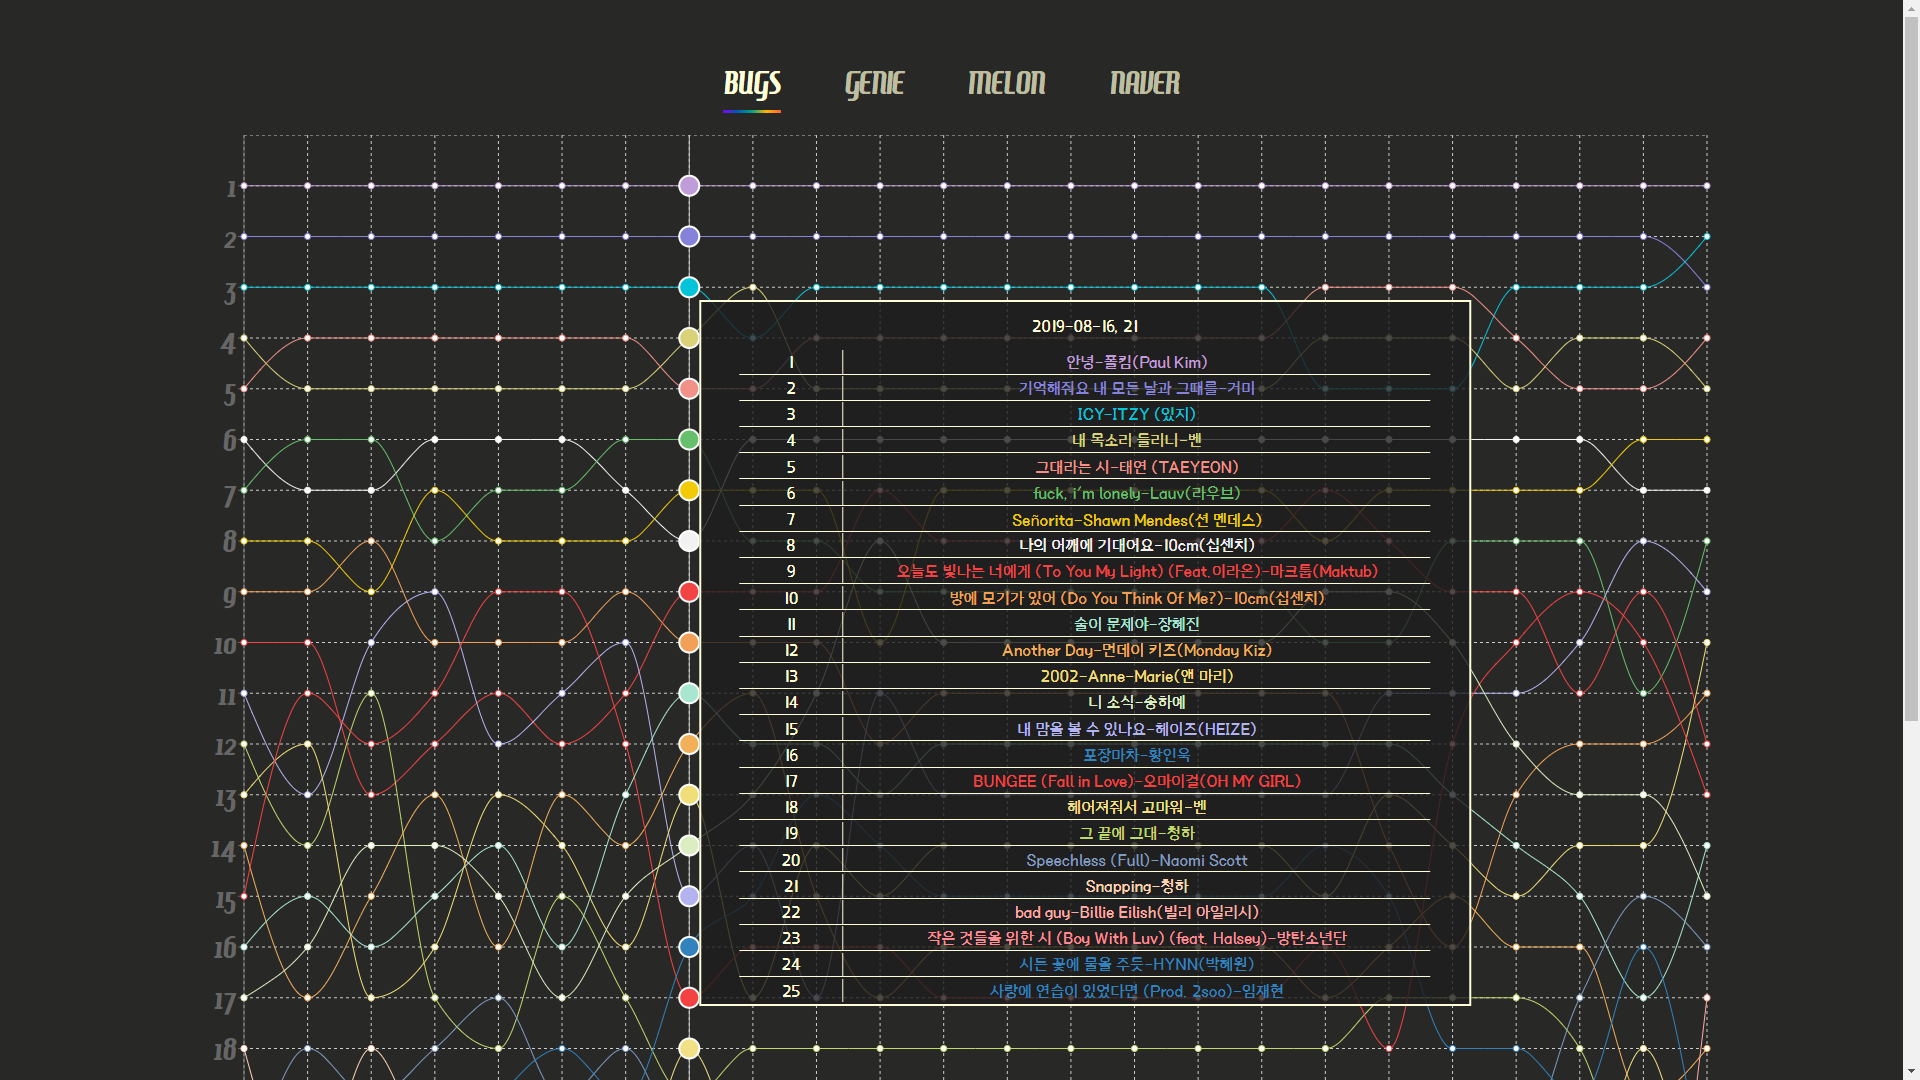 BUGS GENIE MELON NAVER
1
2
3
4
5
6
7
8
9
10
11
12
13
14
15
16
17
18
2019-08-16, 21
1 안녕-폴킴(Paul Kim)
2 기억해줘요 내 모든 날과 그때를-거미
3 ICY-ITZY (있지)
4 내 목소리 들리니-벤
5 그대라는 시-태연 (TAEYEON)
6 fuck, i'm lonely-Lauv(라우브)
7 Señorita-Shawn Mendes(션 멘데스)
8 나의 어깨에 기대어요-10cm(십센치)
9 오늘도 빛나는 너에게 (To You My Light) (Feat.이라온)-마크툽(Maktub)
10 방에 모기가 있어 (Do You Think Of Me?)-10cm(십센치)
11 술이 문제야-장혜진
12 Another Day-먼데이 키즈(Monday Kiz)
13 2002-Anne-Marie(앤 마리)
14 니 소식-송하예
15 내 맘을 볼 수 있나요-헤이즈(HEIZE)
16 포장마차-황인욱
17 BUNGEE (Fall in Love)-오마이걸(OH MY GIRL)
18 헤어져줘서 고마워-벤
19 그 끝에 그대-청하
20 Speechless (Full)-Naomi Scott
21 Snapping-청하
22 bad guy-Billie Eilish(빌리 아일리시)
23 작은 것들을 위한 시 (Boy With Luv) (feat. Halsey)-방탄소년단
24 시든 꽃에 물을 주듯-HYNN(박혜원)
25 사랑에 연습이 있었다면 (Prod. 2soo)-임재현